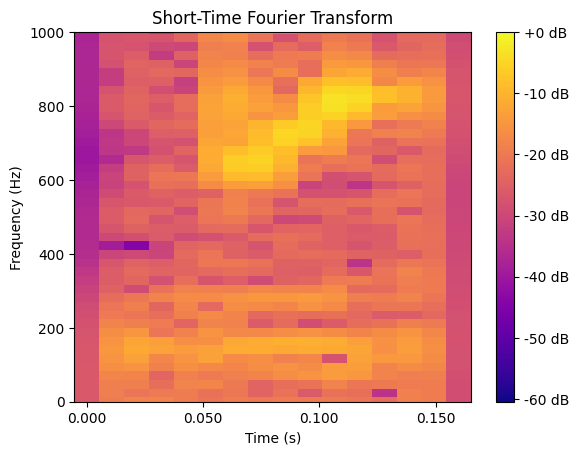 Short-Time Fourier Transform
1000
800
600
400
200
0
Frequency (Hz)
0.000
0.050
0.100
0.150
Time (s)
+0 dB
-10 dB
-20 dB
-30 dB
-40 dB
-50 dB
-60 dB